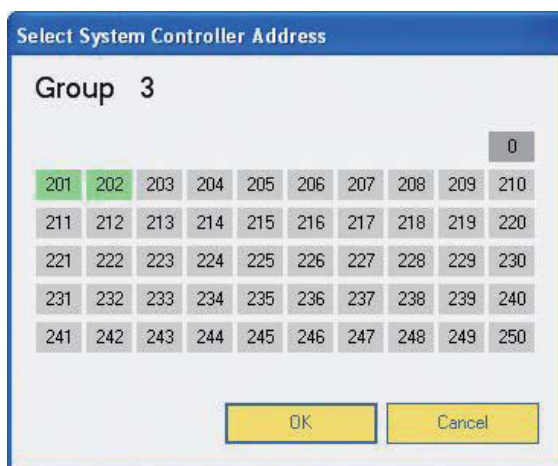 Select System Controller Address
Group 3
0
201 202 203 204 205 206 207 208 209 210
211 212 213 214 215 216 217 218 219 220
221 222 223 224 225 226 227 228 229 230
231 232 233 234 235 236 237 238 239 240
241 242 243 244 245 246 247 248 249 250
OK Cancel